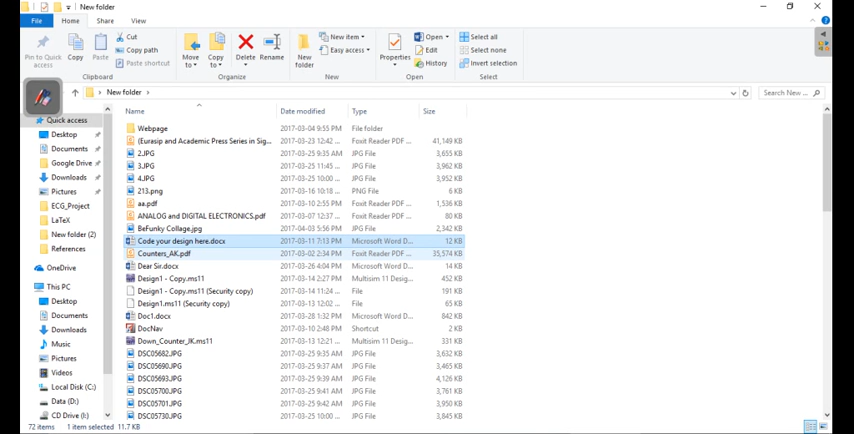 New folder
File Home Share View
Pin to Quick access
Copy
Paste
Cut
Copy path
Paste shortcut
Clipboard
Move to
Copy to
Delete
Rename
Organize
New folder
New item
Easy access
New
Properties
Open
Edit
History
Open
Select all
Select none
Invert selection
Select
New folder
Search New ...
Name Date modified Type Size
Quick access
Desktop
Documents
Google Drive
Downloads
Pictures
ECG_Project
LaTeX
New folder (2)
References
OneDrive
This PC
Desktop
Documents
Downloads
Music
Pictures
Videos
Local Disk (C:)
Data (D:)
CD Drive (I:)
Webpage 2017-03-04 9:55 PM File folder
(Eurasip and Academic Press Series in Sig... 2017-03-23 12:42 ... Foxit Reader PDF ... 41,149 KB
2.JPG 2017-03-25 9:35 AM JPG File 3,655 KB
3.JPG 2017-03-25 11:45 ... JPG File 3,962 KB
4.JPG 2017-03-25 10:00 ... JPG File 3,952 KB
213.png 2017-03-16 10:18 ... PNG File 6 KB
aa.pdf 2017-03-10 2:55 PM Foxit Reader PDF ... 1,536 KB
ANALOG and DIGITAL ELECTRONICS.pdf 2017-03-07 12:37 ... Foxit Reader PDF ... 80 KB
BeFunky Collage.jpg 2017-04-03 5:56 PM JPG File 2,342 KB
Code your design here.docx 2017-03-11 7:13 PM Microsoft Word D... 12 KB
Counters_AK.pdf 2017-03-02 2:34 PM Foxit Reader PDF ... 35,574 KB
Dear Sir.docx 2017-03-26 4:04 PM Microsoft Word D... 14 KB
Design1 - Copy.ms11 2017-03-14 2:27 PM Multisim 11 Desig... 452 KB
Design1 - Copy.ms11 (Security copy) 2017-03-14 11:24 ... File 191 KB
Design1.ms11 (Security copy) 2017-03-13 12:02 ... File 65 KB
Doc1.docx 2017-03-28 1:32 PM Microsoft Word D... 842 KB
DocNav 2017-03-10 2:48 PM Shortcut 2 KB
Down_Counter_JK.ms11 2017-03-13 12:21 ... Multisim 11 Desig... 331 KB
DSC05682.JPG 2017-03-25 9:35 AM JPG File 3,632 KB
DSC05690.JPG 2017-03-25 9:37 AM JPG File 3,465 KB
DSC05693.JPG 2017-03-25 9:39 AM JPG File 4,126 KB
DSC05700.JPG 2017-03-25 9:41 AM JPG File 3,761 KB
DSC05701.JPG 2017-03-25 9:42 AM JPG File 3,950 KB
DSC05730.JPG 2017-03-25 10:00 ... JPG File 3,845 KB
72 items 1 item selected 11.7 KB